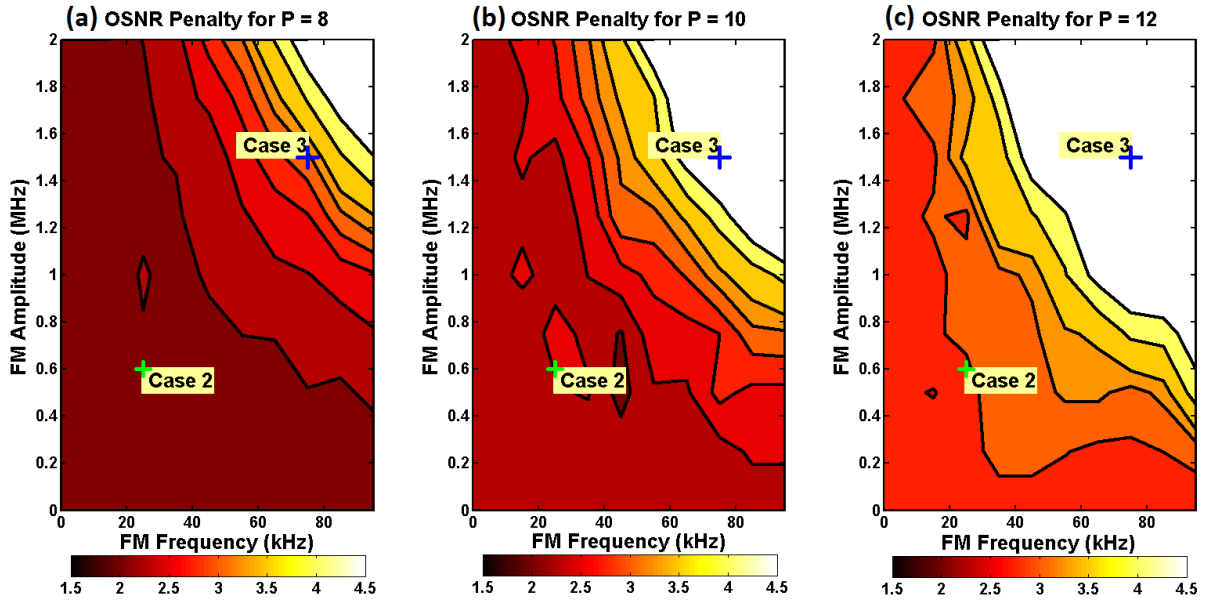 (a) OSNR Penalty for P = 8
FM Amplitude (MHz)
2
1.8
1.6
1.4
1.2
1
0.8
0.6
0.4
0.2
0
Case 3
Case 2
0 20 40 60 80
FM Frequency (kHz)
1.5 2 2.5 3 3.5 4 4.5
(b) OSNR Penalty for P = 10
FM Amplitude (MHz)
2
1.8
1.6
1.4
1.2
1
0.8
0.6
0.4
0.2
0
Case 3
Case 2
0 20 40 60 80
FM Frequency (kHz)
1.5 2 2.5 3 3.5 4 4.5
(c) OSNR Penalty for P = 12
FM Amplitude (MHz)
2
1.8
1.6
1.4
1.2
1
0.8
0.6
0.4
0.2
0
Case 3
Case 2
0 20 40 60 80
FM Frequency (kHz)
1.5 2 2.5 3 3.5 4 4.5